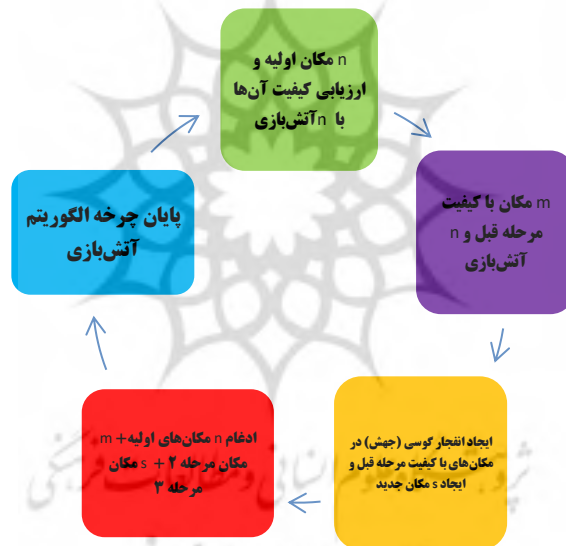 n مکان اولیه و
ارزیابی کیفیت آن‌ها
با n آتش‌بازی
m مکان با کیفیت
مرحله قبل و n
آتش‌بازی
ایجاد انفجار گوسی (جهش) در
مکان‌های با کیفیت مرحله قبل و
ایجاد s مکان جدید
ادغام n مکان‌های اولیه+ m
مکان مرحله ۲ + s مکان
مرحله ۳
پایان چرخه الگوریتم
آتش‌بازی